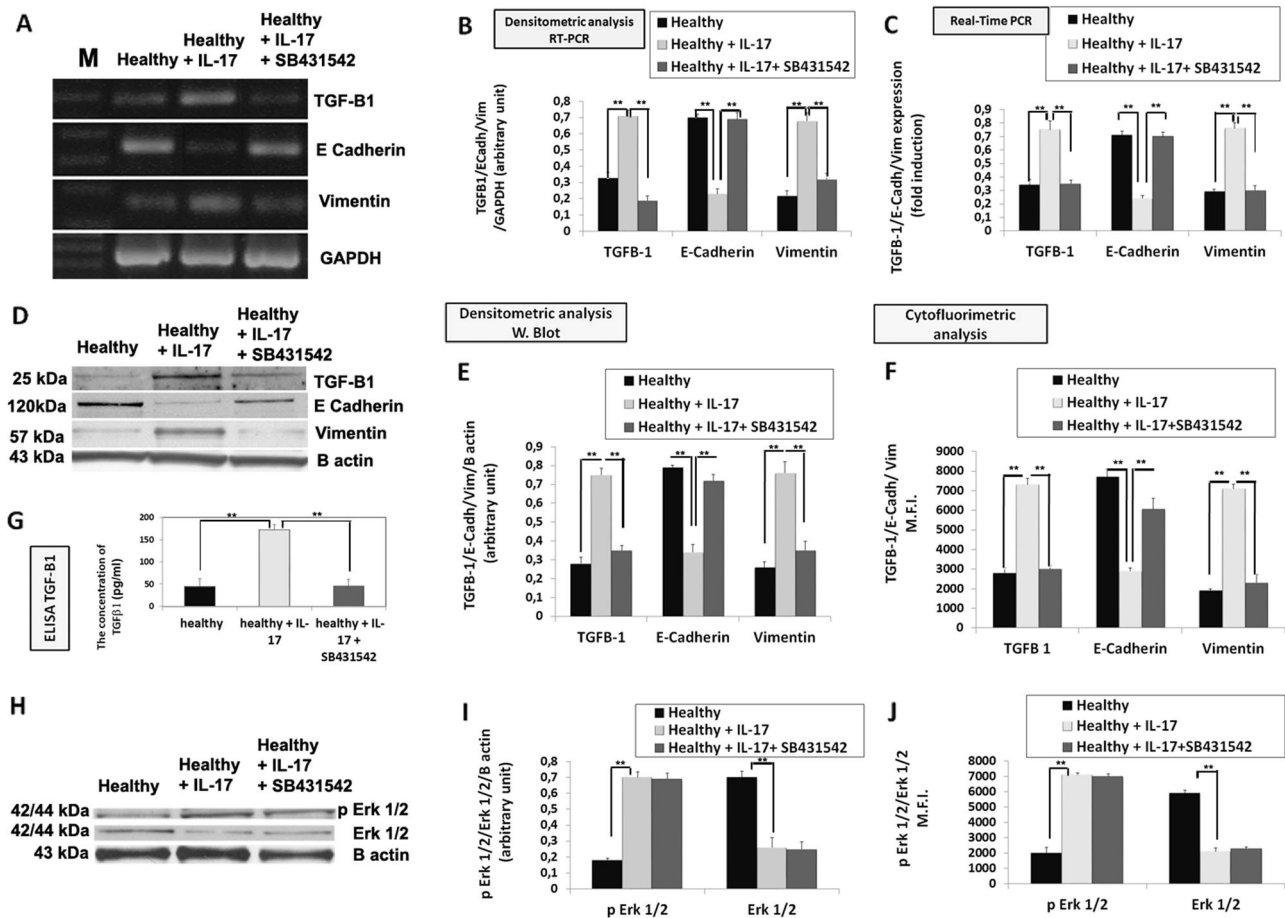 A
M
Healthy
Healthy
+ IL-17
Healthy
+ IL-17
+
SB431542
TGF-B1
E Cadherin
Vimentin
GAPDH
B
Densitometric analysis
RT-PCR
Healthy
Healthy + IL-17
Healthy + IL-17+ SB431542
TGFB1/ECadh/Vim
/GAPDH (arbitrary unit)
0,8
0,7
0,6
0,5
0,4
0,3
0,2
0,1
0
** **
** **
** **
TGFB-1
E-Cadherin
Vimentin
C
Real-Time PCR
Healthy
Healthy + IL-17
Healthy + IL-17+ SB431542
TGFB-1/E-Cadh/Vim expression
(fold induction)
0,9
0,8
0,7
0,6
0,5
0,4
0,3
0,2
0,1
0
** **
** **
** **
TGFB-1
E-Cadherin
Vimentin
D
Healthy
Healthy
+ IL-17
Healthy
+ IL-17
+ SB431542
25 kDa
TGF-B1
120kDa
E Cadherin
57 kDa
Vimentin
43 kDa
B actin
Densitometric analysis
W. Blot
E
Healthy
Healthy + IL-17
Healthy + IL-17+ SB431542
TGFB-1/E-Cadh/Vim/B actin
(arbitrary unit)
0,9
0,8
0,7
0,6
0,5
0,4
0,3
0,2
0,1
0
** **
** **
** **
TGFB-1
E-Cadherin
Vimentin
Cytofluorimetric
analysis
F
Healthy
Healthy + IL-17
Healthy + IL-17+SB431542
TGFB-1/E-Cadh/ Vim
M.F.I.
8000
7000
6000
5000
4000
3000
2000
1000
0
** **
** **
** **
TGFB 1
E-Cadherin
Vimentin
G
ELISA TGF-B1
The concentration of
TGFβ1 (pg/ml)
200
150
100
50
0
** **
healthy
healthy + IL-
17
healthy + IL-
17 +
SB431542
H
Healthy
Healthy
+ IL-17
Healthy
+ IL-17
+ SB431542
42/44 kDa
p Erk 1/2
42/44 kDa
Erk 1/2
43 kDa
B actin
I
Healthy
Healthy + IL-17
Healthy + IL-17+ SB431542
p Erk 1/2/Erk 1/2/B actin
(arbitrary unit)
0,8
0,7
0,6
0,5
0,4
0,3
0,2
0,1
0
**
**
p Erk 1/2
Erk 1/2
J
Healthy
Healthy + IL-17
Healthy + IL-17+SB431542
p Erk 1/2/Erk 1/2
M.F.I.
8000
7000
6000
5000
4000
3000
2000
1000
0
**
**
p Erk 1/2
Erk 1/2